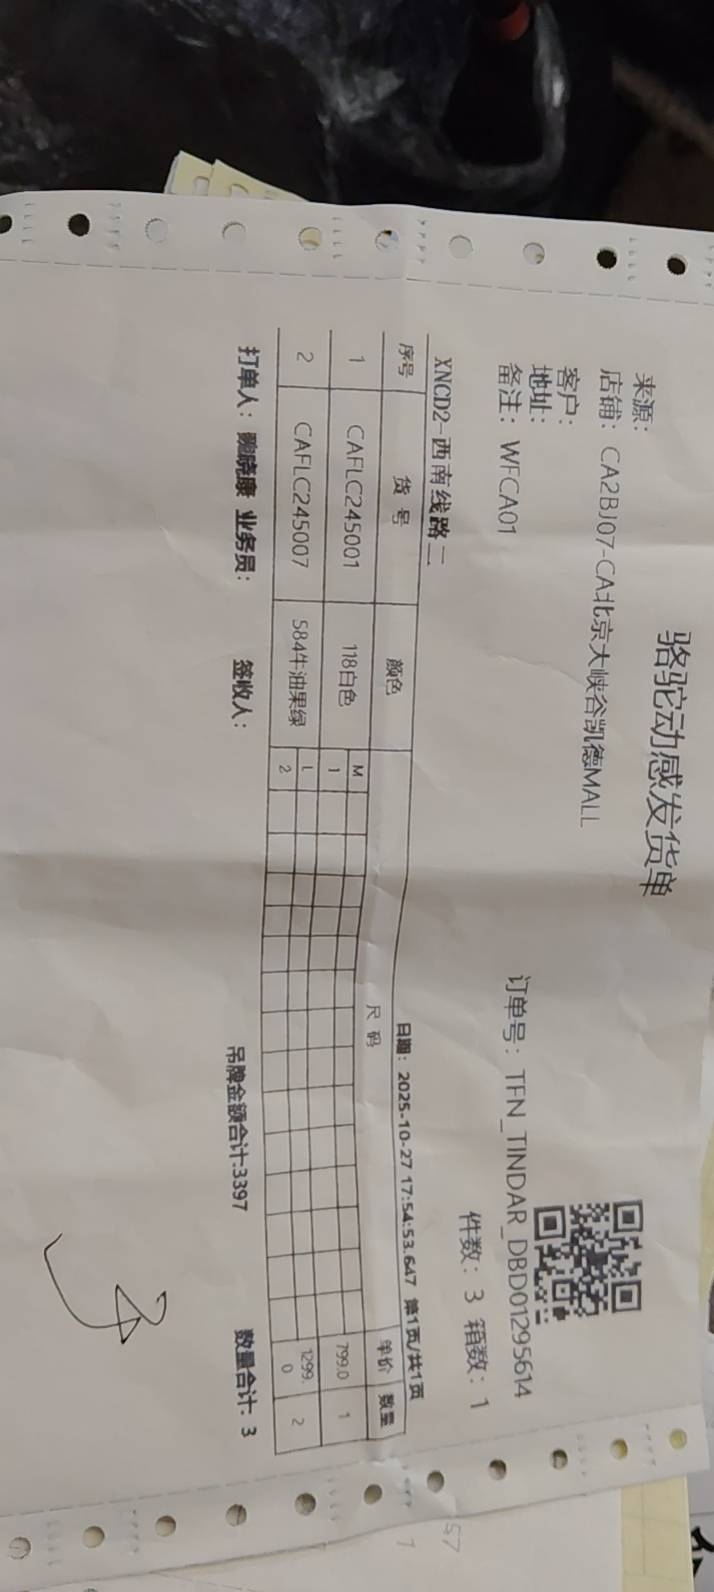 骆驼动感发货单
来源：
店铺：CA2BJ07-CA北京大峡谷凯德MALL
客户：
地址：
订单号：TFN_TINDAR_DBD01295614
备注：WFCA01
件数：3 箱数：1
XNCD2-西南线路二
日期：2025-10-27 17:54:53.647 第1页/共1页
序号 货号 颜色 尺码 单价 数量
M
1 CAFLC245001 118白色 1 799.0 1
L
2 CAFLC245007 584牛油果绿 2 1299.0 2
打单人：魏晓康 业务员： 签收人： 吊牌金额合计:3397 数量合计: 3